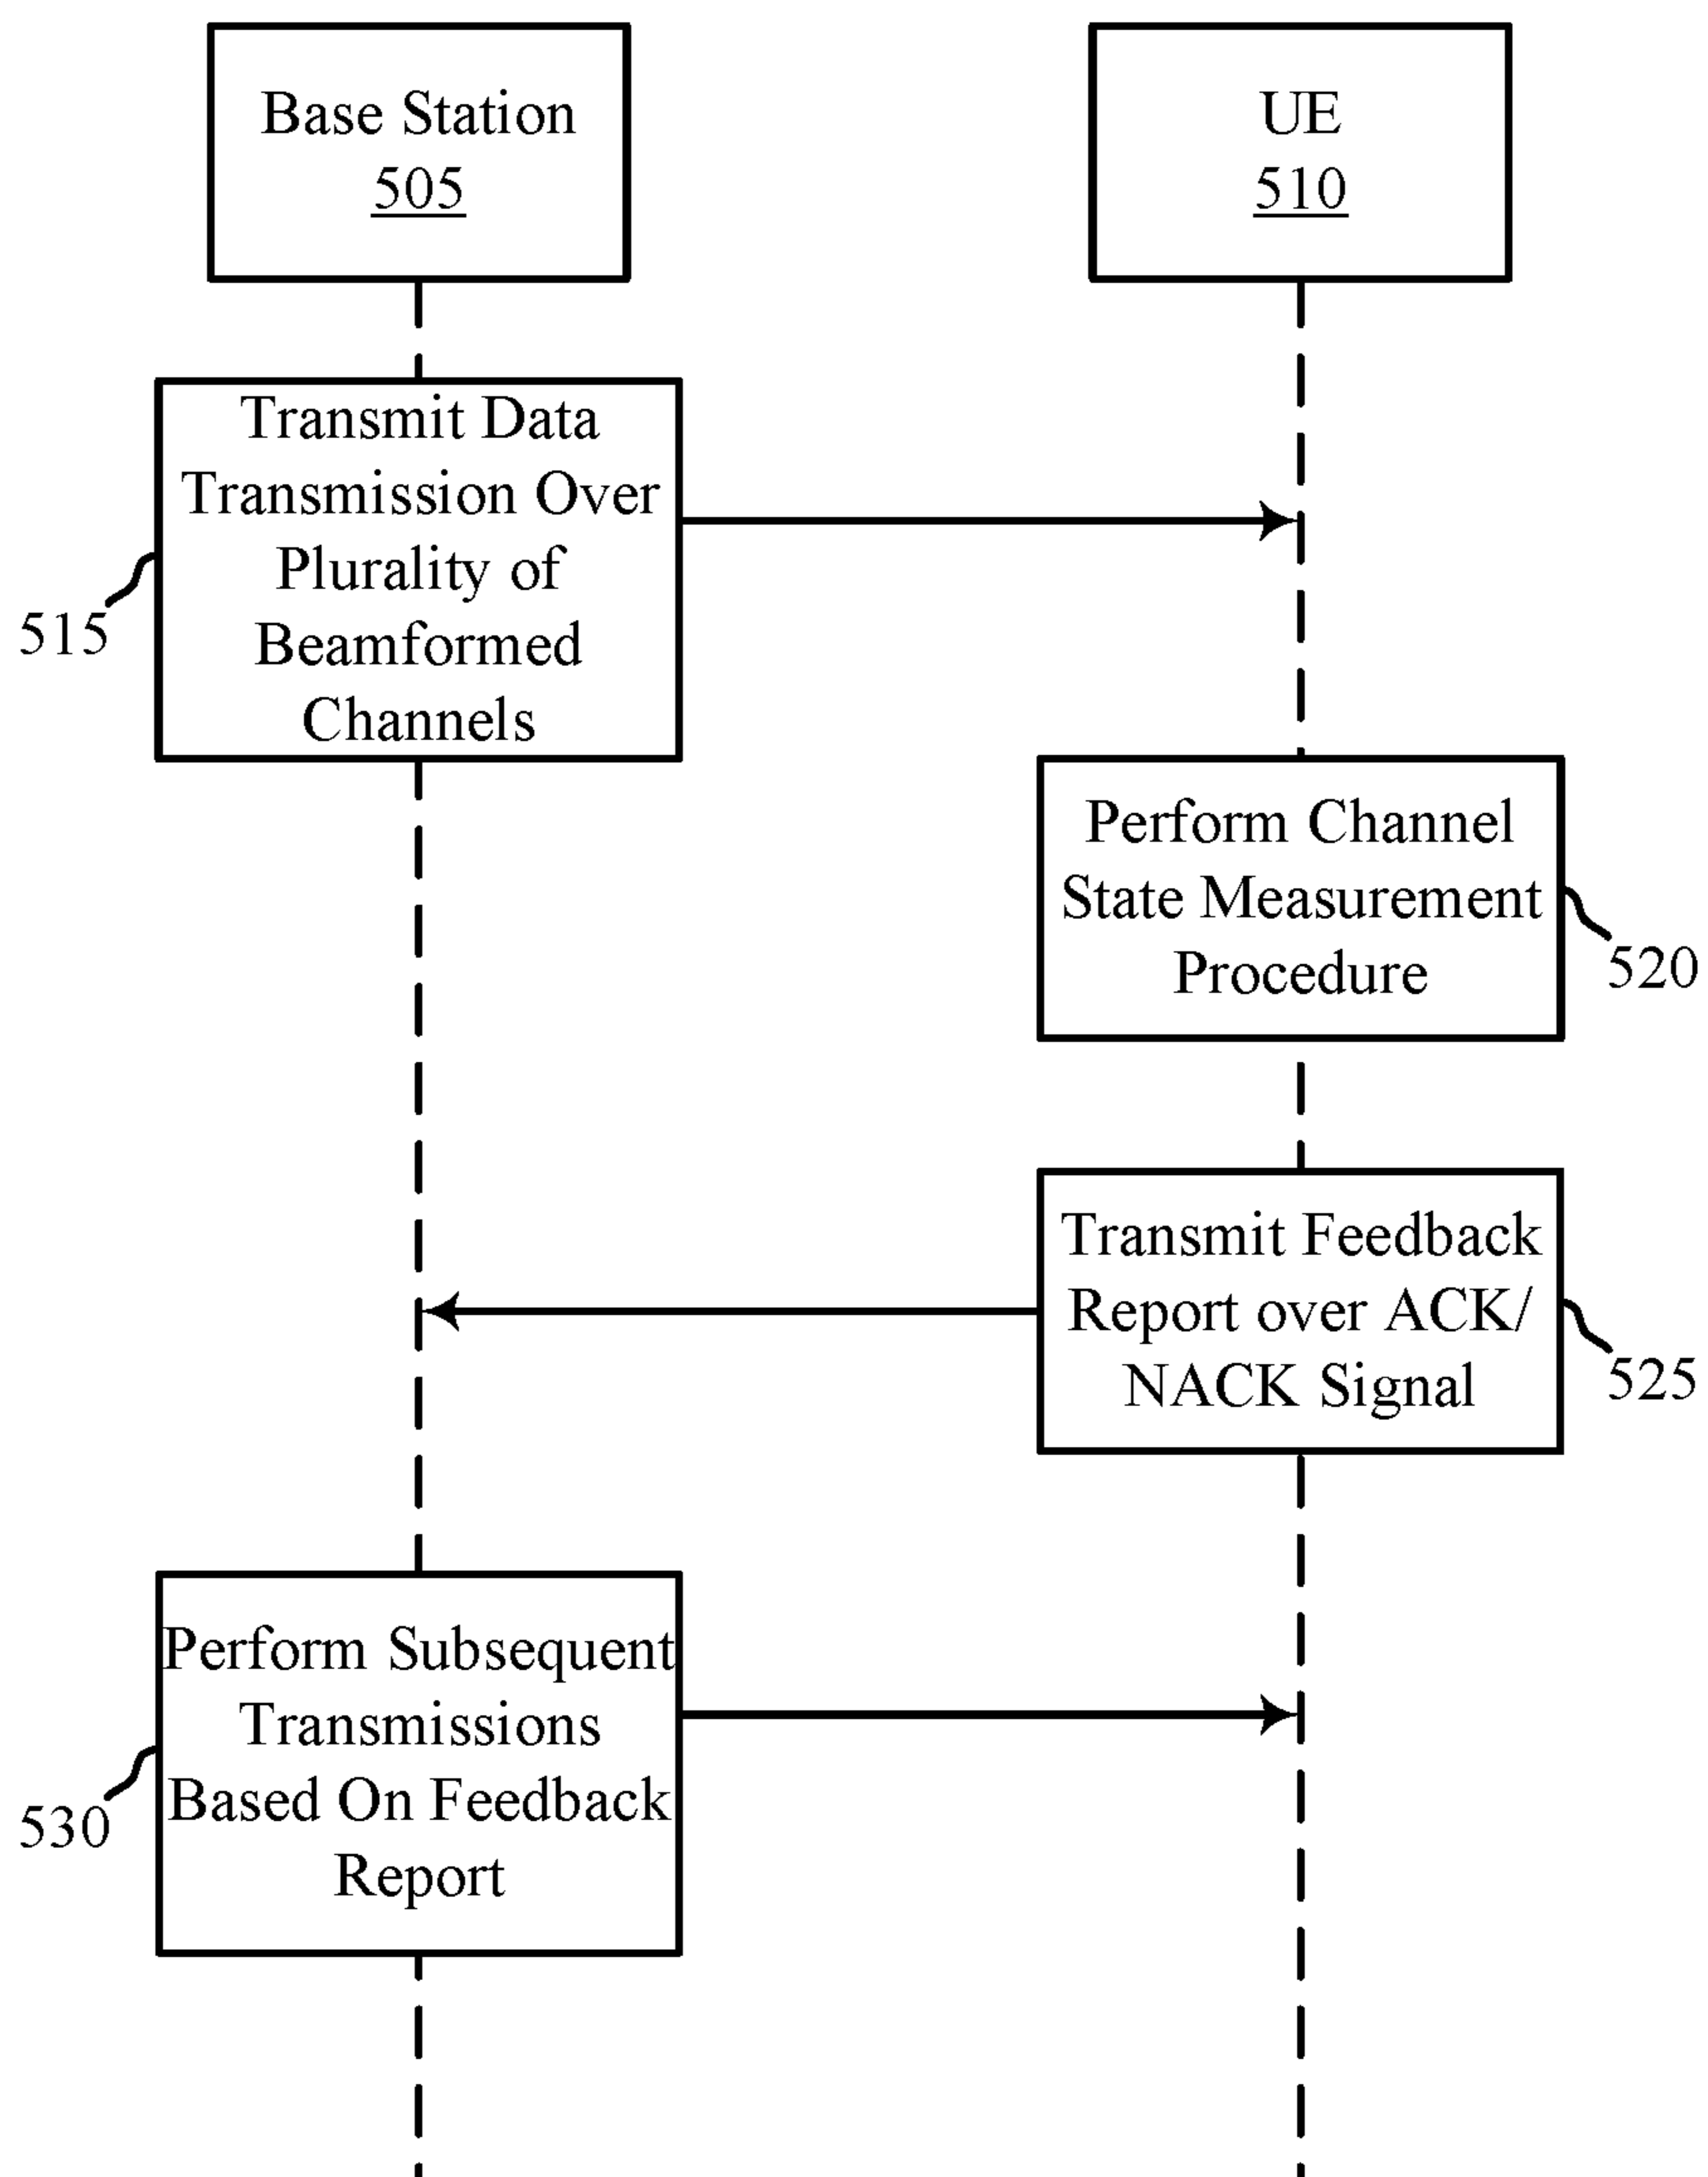 Base Station
505
UE
510
Transmit Data
Transmission Over
Plurality of
Beamformed
Channels
515
Perform Channel
State Measurement
Procedure
520
Transmit Feedback
Report over ACK/
NACK Signal
525
Perform Subsequent
Transmissions
Based On Feedback
Report
530